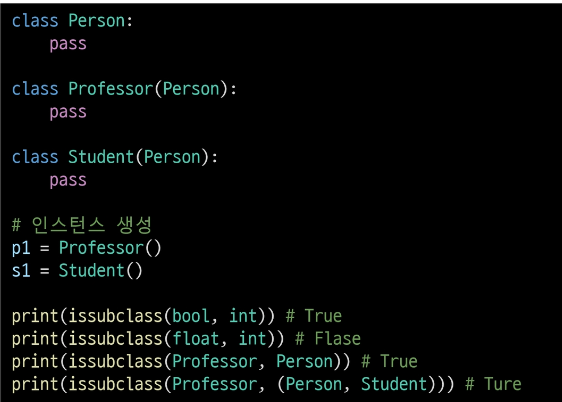 class Person:
    pass
class Professor(Person):
    pass
class Student(Person):
    pass
# 인스턴스 생성
p1 = Professor()
s1 = Student()
print(issubclass(bool, int)) # True
print(issubclass(float, int)) # Flase
print(issubclass(Professor, Person)) # True
print(issubclass(Professor, (Person, Student))) # Ture